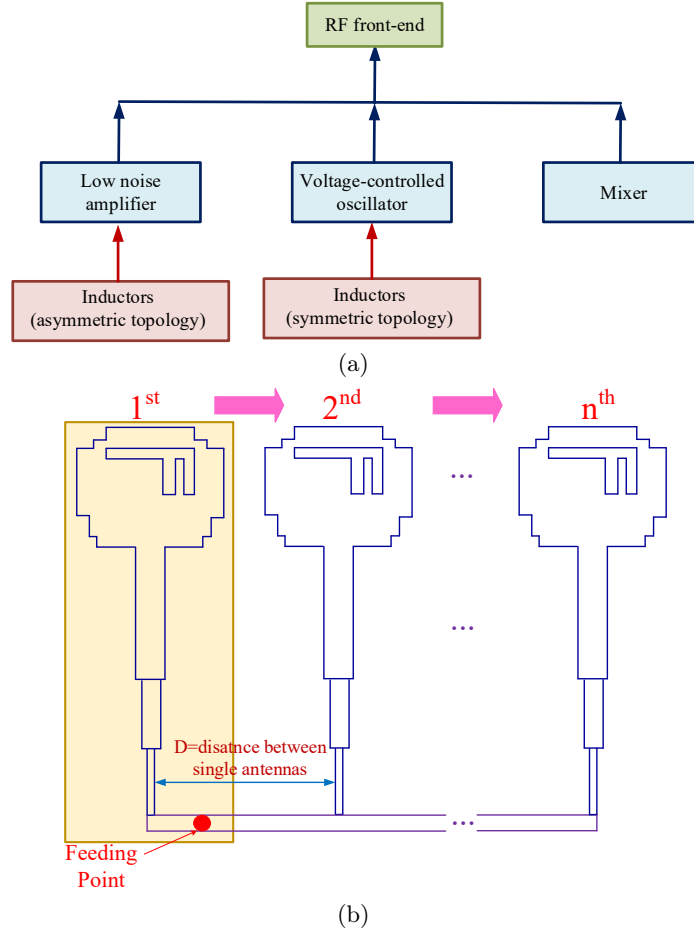 RF front-end
Low noise
amplifier
Voltage-controlled
oscillator
Mixer
Inductors
(asymmetric topology)
Inductors
(symmetric topology)
(a)
1st
2nd
nth
...
...
D=disatnce between
single antennas
...
Feeding
Point
(b)